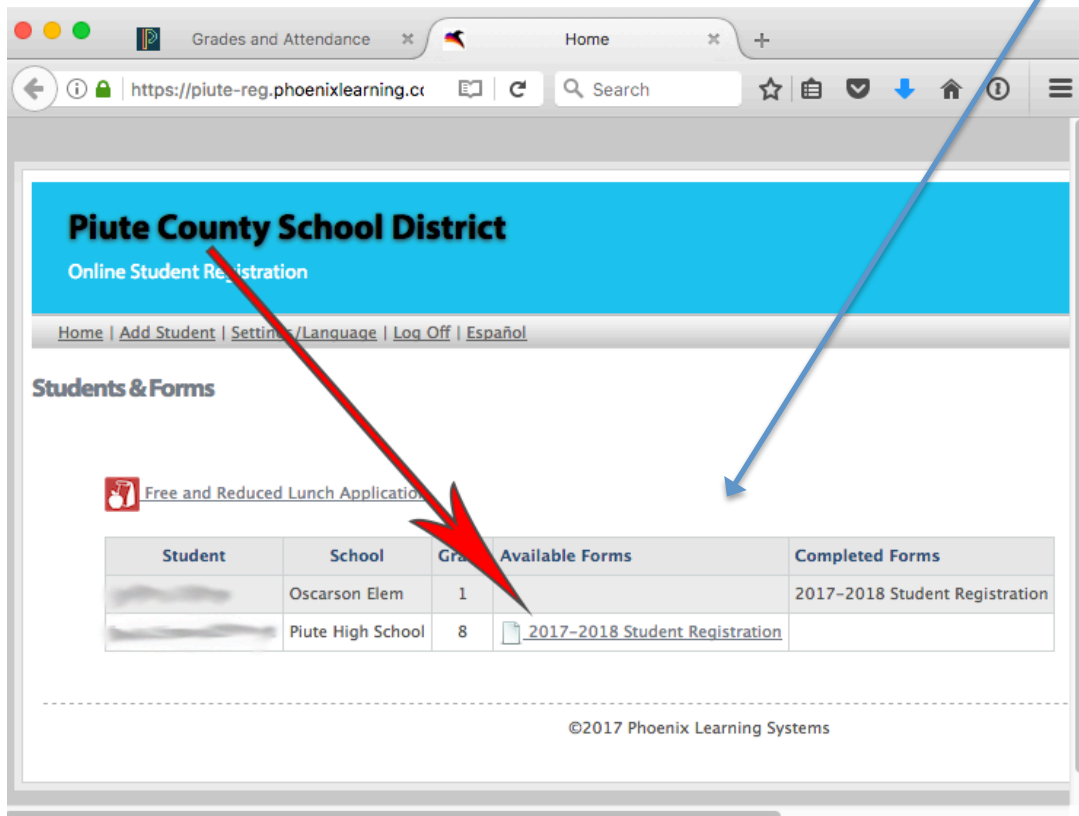 Grades and Attendance
Home
https://piute-reg.phoenixlearning.cc
Search
Piute County School District
Online Student Registration
Home | Add Student | Settings/Language | Log Off | Español
Students & Forms
Free and Reduced Lunch Application
Student School Grade Available Forms Completed Forms
Oscarson Elem 1 2017-2018 Student Registration
Piute High School 8 2017-2018 Student Registration
©2017 Phoenix Learning Systems